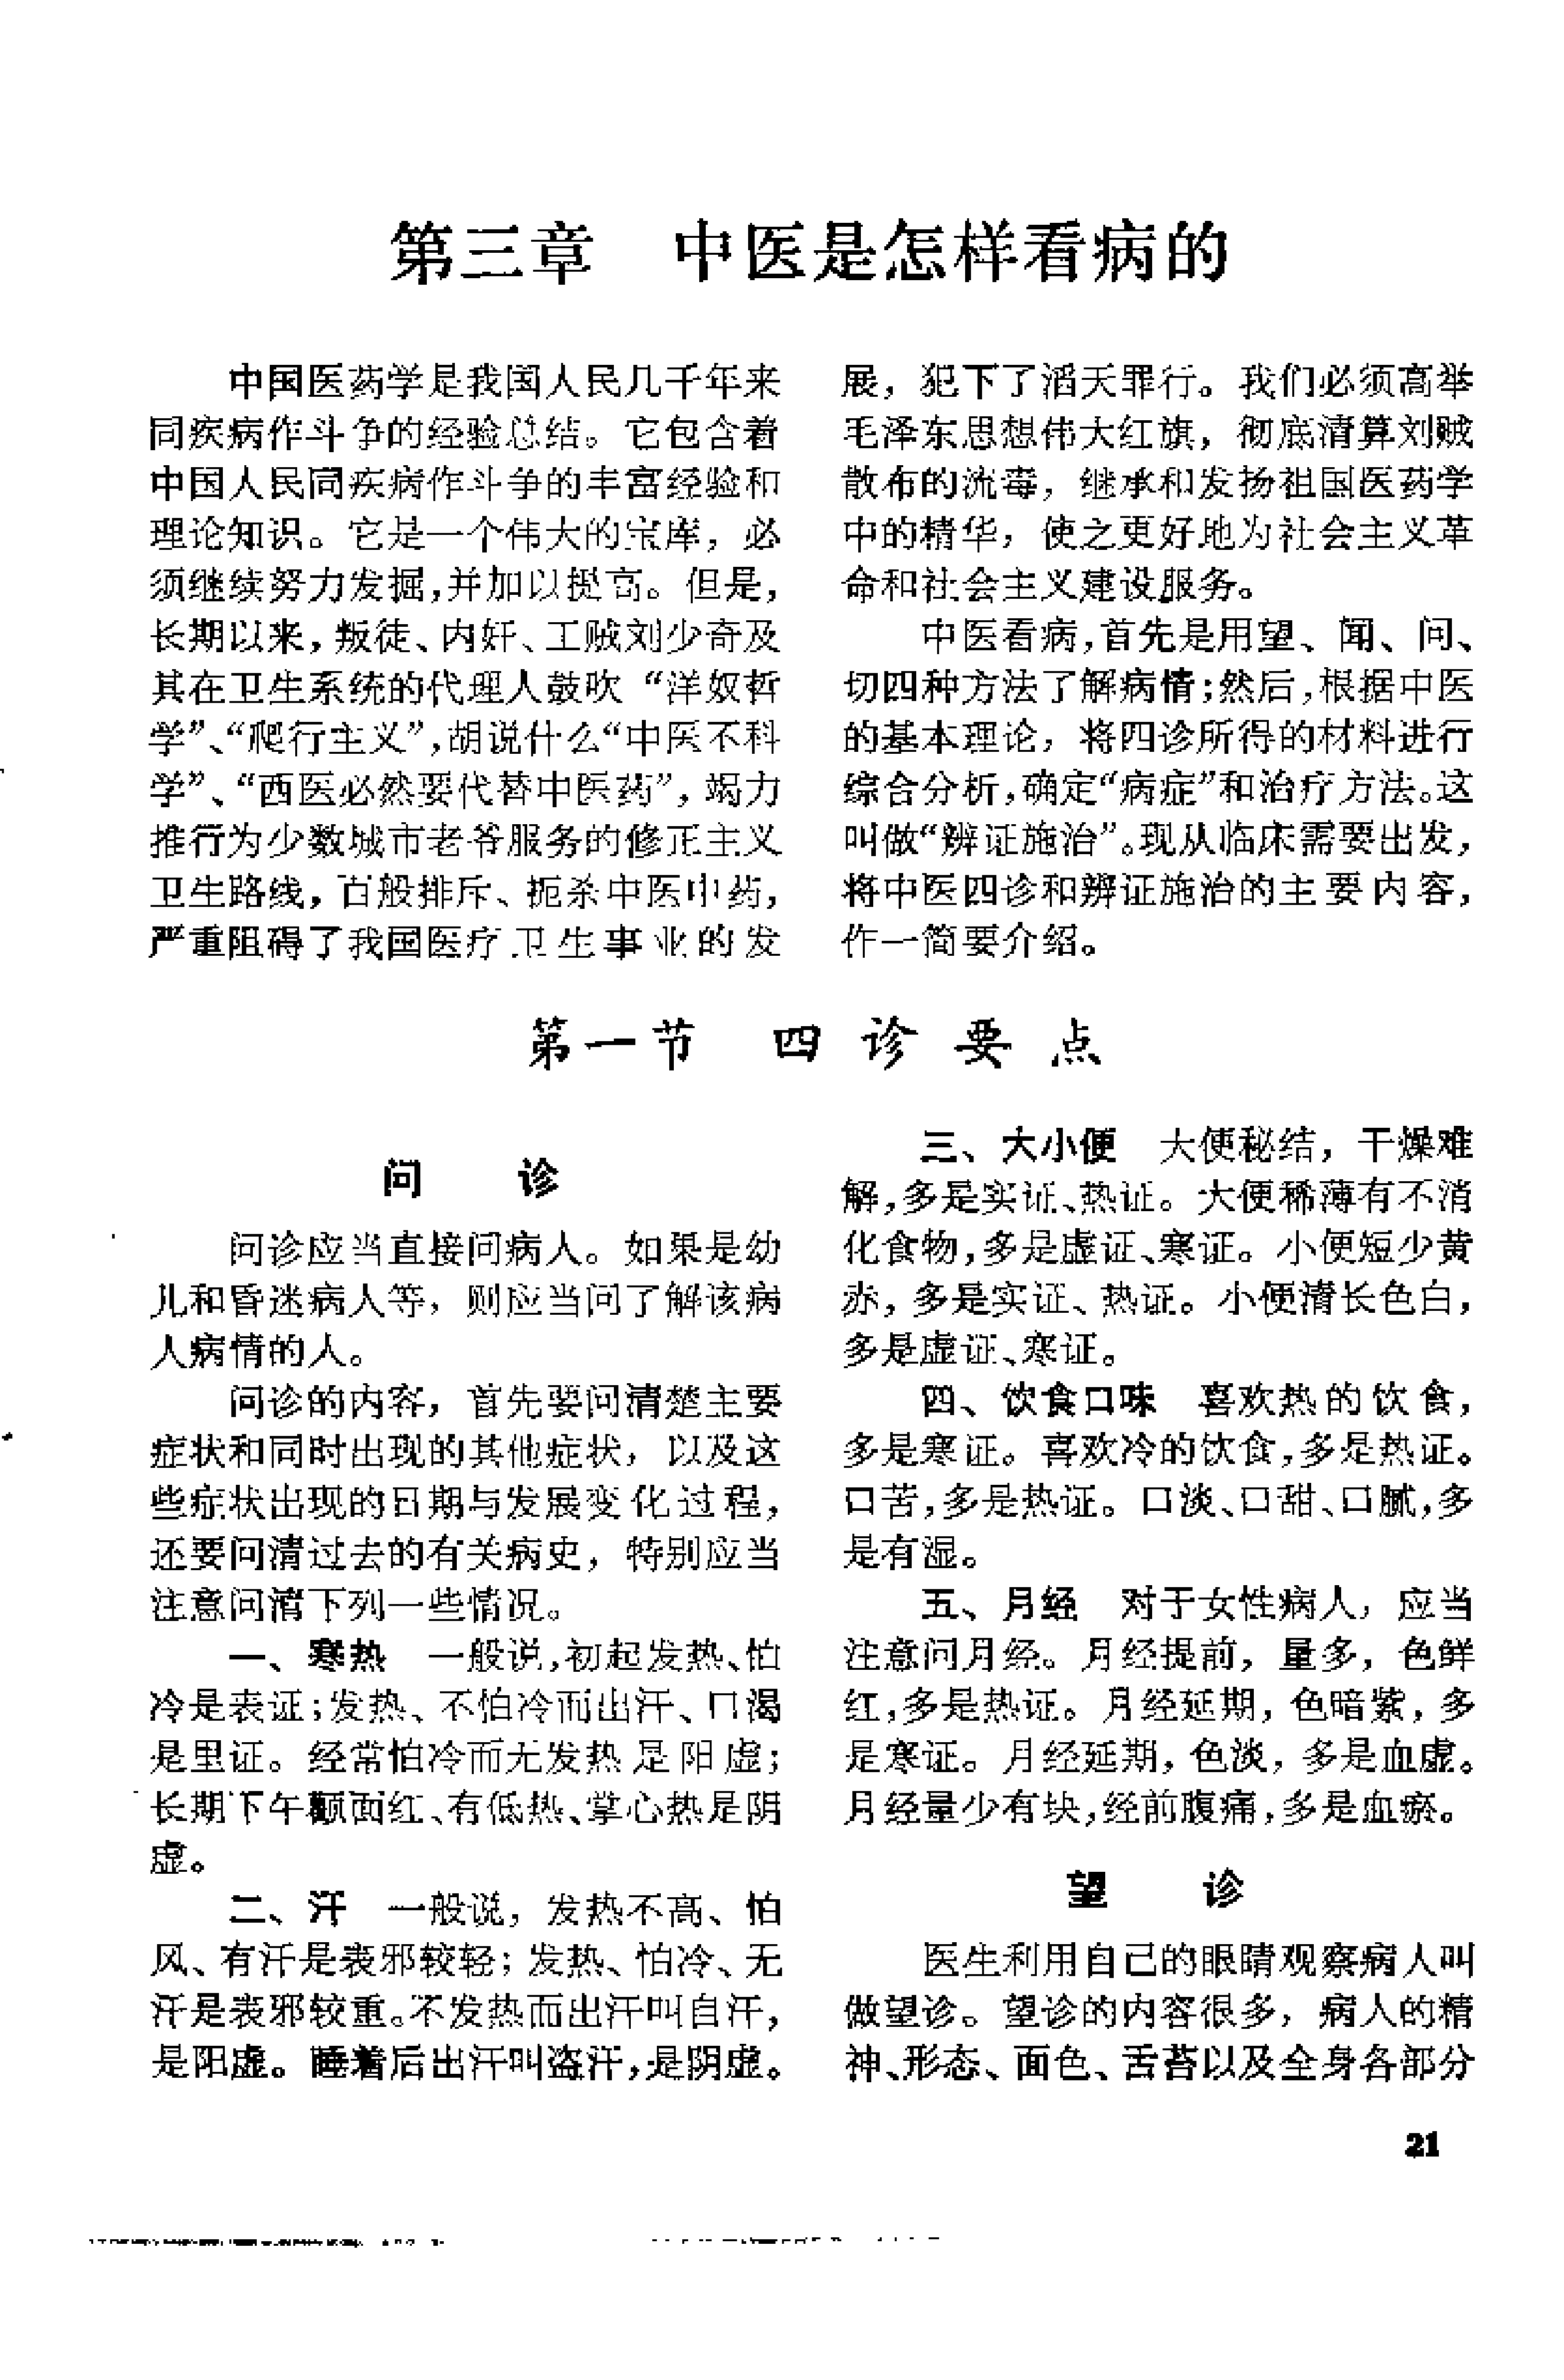 第三章　中医是怎样看病的
中国医药学是我国人民几千年来
同疾病作斗争的经验总结。它包含着
中国人民同疾病作斗争的丰富经验和
理论知识。它是一个伟大的宝库，必
须继续努力发掘,并加以提高。但是,
长期以来,叛徒、内奸、工贼刘少奇及
其在卫生系统的代理人鼓吹“洋奴哲
学”、“爬行主义”,胡说什么“中医不科
学”、“西医必然要代替中医药”,竭力
推行为少数城市老爷服务的修正主义
卫生路线,百般排斥、扼杀中医中药,
严重阻碍了我国医疗卫生事业的发
展，犯下了滔天罪行。我们必须高举
毛泽东思想伟大红旗，彻底清算刘贼
散布的流毒，继承和发扬祖国医药学
中的精华，使之更好地为社会主义革
命和社会主义建设服务。
中医看病,首先是用望、闻、问、
切四种方法了解病情;然后,根据中医
的基本理论，将四诊所得的材料进行
综合分析,确定“病症”和治疗方法。这
叫做“辨证施治”。现从临床需要出发,
将中医四诊和辨证施治的主要内容,
作一简要介绍。
第一节　四诊要点
问　诊
问诊应当直接问病人。如果是幼
儿和昏迷病人等，则应当问了解该病
人病情的人。
问诊的内容，首先要问清楚主要
症状和同时出现的其他症状，以及这
些症状出现的日期与发展变化过程,
还要问清过去的有关病史，特别应当
注意问清下列一些情况。
一、寒热　一般说,初起发热、怕
冷是表证;发热、不怕冷而出汗、口渴
是里证。经常怕冷而无发热是阳虚;
长期下午颧面红、有低热、掌心热是阴
虚。
二、汗　一般说，发热不高、怕
风、有汗是表邪较轻；发热、怕冷、无
汗是表邪较重。不发热而出汗叫自汗,
是阳虚。睡着后出汗叫盗汗,是阴虚。
三、大小便　大便秘结，干燥难
解,多是实证、热证。大便稀薄有不消
化食物,多是虚证、寒证。小便短少黄
赤,多是实证、热证。小便清长色白,
多是虚证、寒证。
四、饮食口味　喜欢热的饮食,
多是寒证。喜欢冷的饮食,多是热证。
口苦,多是热证。口淡、口甜、口腻,多
是有湿。
五、月经　对于女性病人，应当
注意问月经。月经提前，量多，色鲜
红,多是热证。月经延期,色暗紫,多
是寒证。月经延期,色淡,多是血虚。
月经量少有块,经前腹痛,多是血瘀。
望　诊
医生利用自己的眼睛观察病人叫
做望诊。望诊的内容很多，病人的精
神、形态、面色、舌苔以及全身各部分
21